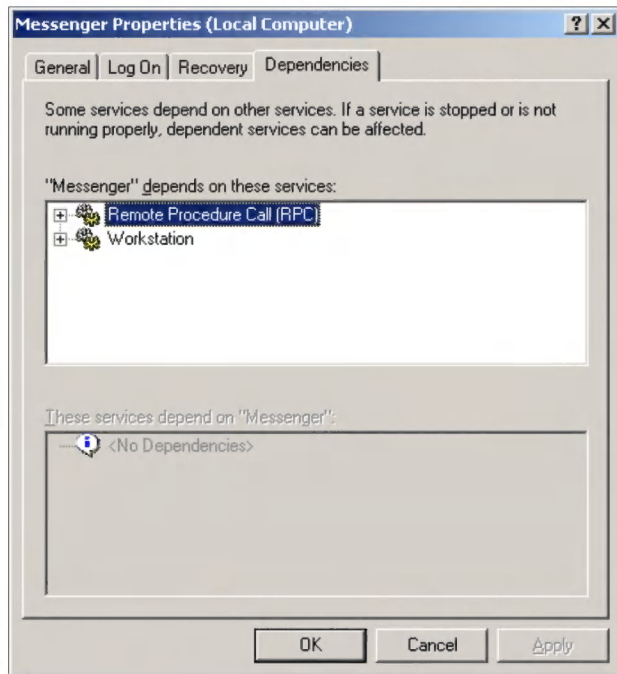 Messenger Properties (Local Computer)
General Log On Recovery Dependencies
Some services depend on other services. If a service is stopped or is not
running properly, dependent services can be affected.
"Messenger" depends on these services:
Remote Procedure Call (RPC)
Workstation
These services depend on "Messenger":
<No Dependencies>
OK Cancel Apply